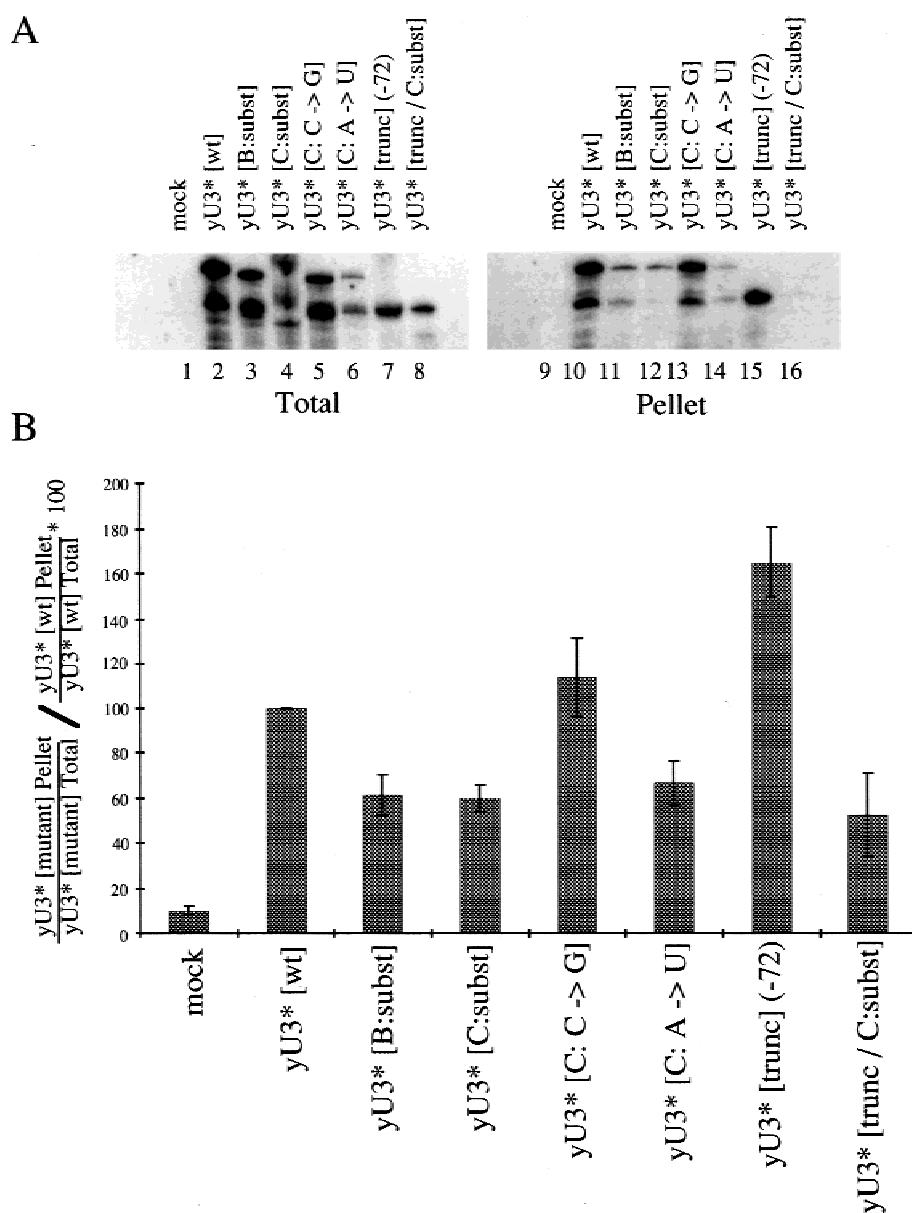 A
mock
yU3* [wt]
yU3* [B:subst]
yU3* [C:subst]
yU3* [C: C -> G]
yU3* [C: A -> U]
yU3* [trunc] (-72)
yU3* [trunc / C:subst]
mock
yU3* [wt]
yU3* [B:subst]
yU3* [C:subst]
yU3* [C: C -> G]
yU3* [C: A -> U]
yU3* [trunc] (-72)
yU3* [trunc / C:subst]
1 2 3 4 5 6 7 8
Total
9 10 11 12 13 14 15 16
Pellet
B
yU3* [mutant] Pellet
yU3* [mutant] Total
/
yU3* [wt] Pellet
yU3* [wt] Total
* 100
200
180
160
140
120
100
80
60
40
20
0
mock
yU3* [wt]
yU3* [B:subst]
yU3* [C:subst]
yU3* [C: C -> G]
yU3* [C: A -> U]
yU3* [trunc] (-72)
yU3* [trunc / C:subst]